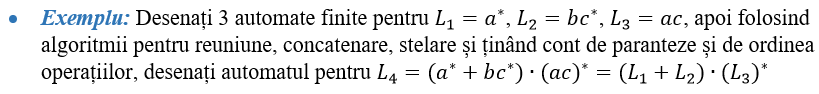 • Exemplu: Desenați 3 automate finite pentru L₁ = a*, L₂ = bc*, L₃ = ac, apoi folosind
algoritmii pentru reuniune, concatenare, stelare și ținând cont de paranteze și de ordinea
operațiilor, desenați automatul pentru L₄ = (a* + bc*) · (ac)* = (L₁ + L₂) · (L₃)*